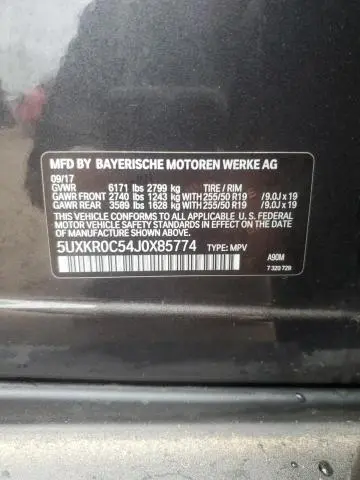 MFD BY BAYERISCHE MOTOREN WERKE AG
09/17
GVWR 6171 lbs 2799 kg TIRE / RIM
GAWR FRONT 2740 lbs 1243 kg WITH 255/50 R19 /9.0J x 19
GAWR REAR 3589 lbs 1628 kg WITH 255/50 R19 /9.0J x 19
THIS VEHICLE CONFORMS TO ALL APPLICABLE U.S. FEDERAL
MOTOR VEHICLE SAFETY STANDARDS IN EFFECT ON THE
DATE OF MANUFACTURE SHOWN ABOVE.
5UXKR0C54J0X85774 TYPE: MPV
A90M
7 320 729